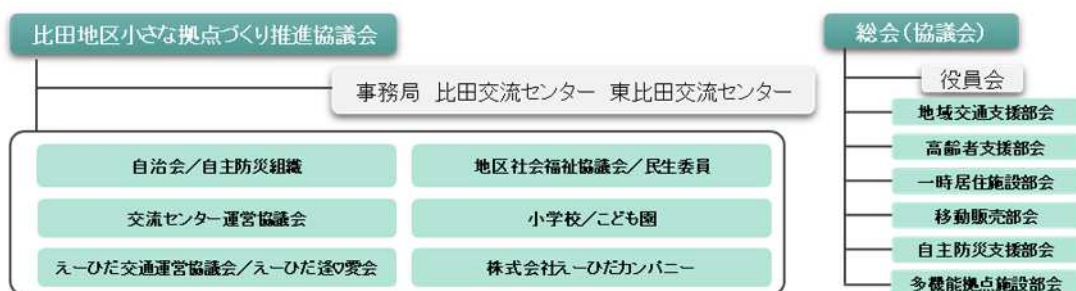 比田地区小さな拠点づくり推進協議会
事務局 比田交流センター 東比田交流センター
自治会／自主防災組織
地区社会福祉協議会／民生委員
交流センター運営協議会
小学校／こども園
えーひだ交通運営協議会／えーひだ逢♡愛会
株式会社えーひだカンパニー
総会(協議会)
役員会
地域交通支援部会
高齢者支援部会
一時居住施設部会
移動販売部会
自主防災支援部会
多機能拠点施設部会